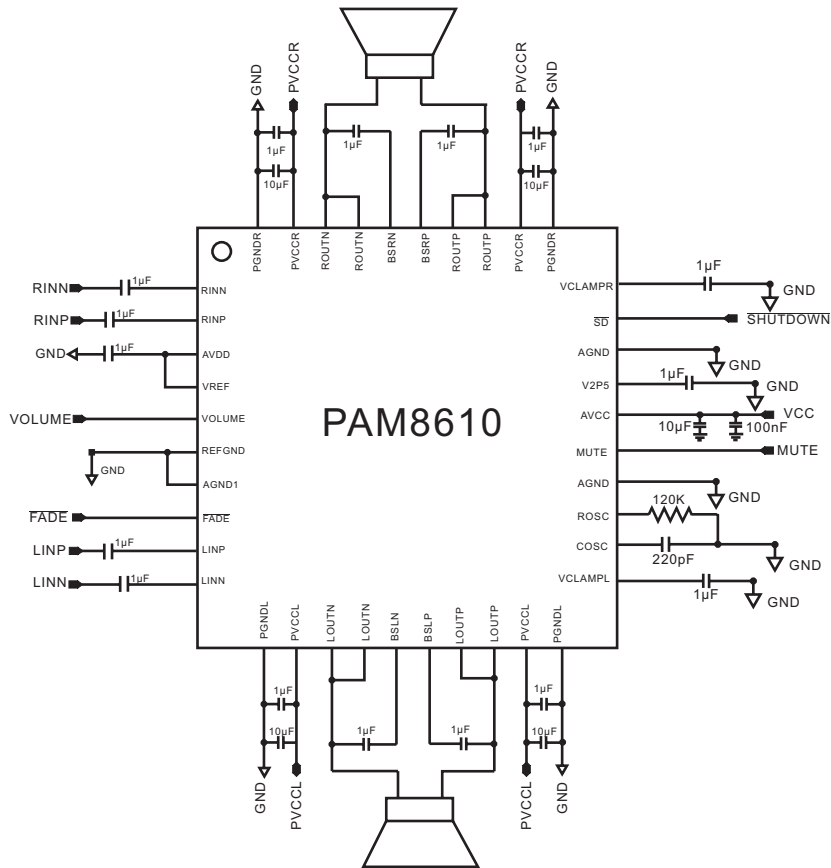 GND
PVCCR
PVCCR
GND
1µF
1µF
1µF
1µF
10µF
10µF
PGNDR
PVCCR
ROUTN
ROUTN
BSRN
BSRP
ROUTP
ROUTP
PVCCR
PGNDR
RINN
1µF
RINN
RINP
1µF
RINP
GND
1µF
AVDD
VREF
VOLUME
VOLUME
REFGND
GND
AGND1
FADE
FADE
LINP
1µF
LINP
LINN
1µF
LINN
PAM8610
VCLAMPR
1µF
GND
SD
SHUTDOWN
AGND
GND
V2P5
1µF
GND
AVCC
VCC
10µF
100nF
MUTE
MUTE
AGND
GND
ROSC
120K
COSC
220pF
GND
VCLAMPL
1µF
GND
PGNDL
PVCCL
LOUTN
LOUTN
BSLN
BSLP
LOUTP
LOUTP
PVCCL
PGNDL
1µF
1µF
10µF
1µF
1µF
10µF
GND
PVCCL
PVCCL
GND